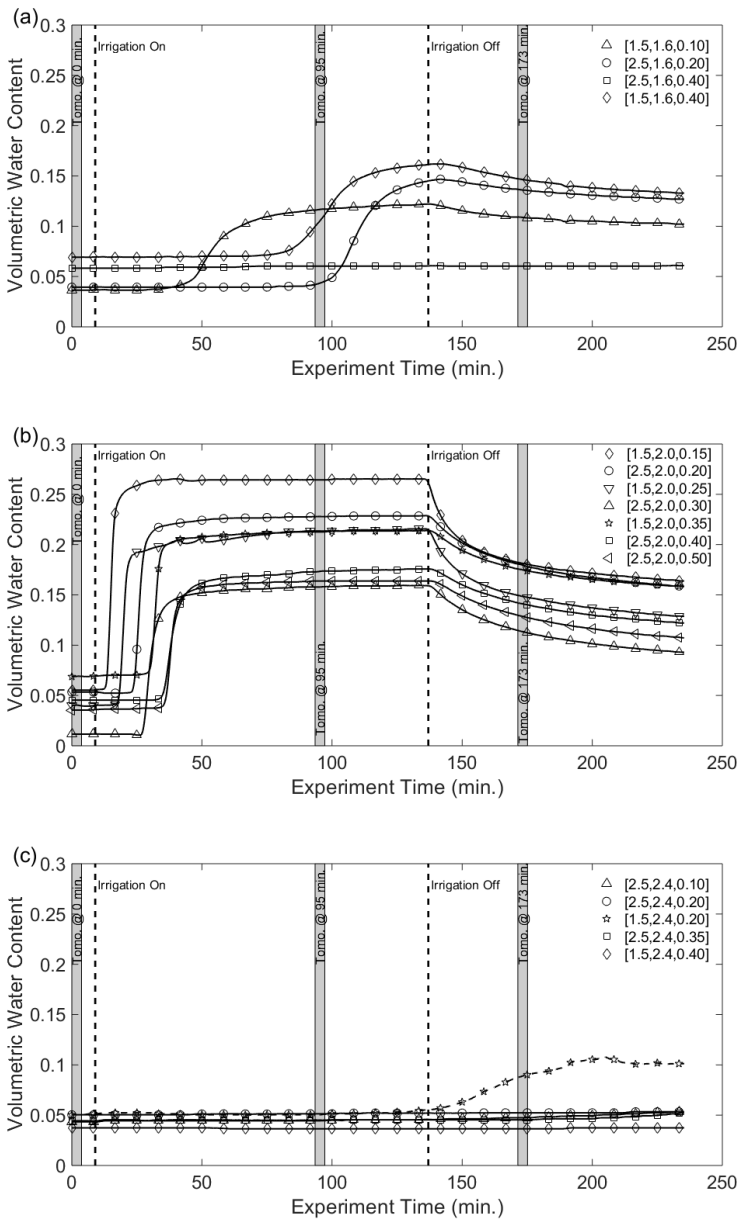 (a)
0.3
0.25
0.2
0.15
0.1
0.05
0
Volumetric Water Content
Tomo. @ 0 min.
Irrigation On
Tomo. @ 95 min.
Irrigation Off
Tomo. @ 173 min.
[1.5,1.6,0.10]
[2.5,1.6,0.20]
[2.5,1.6,0.40]
[1.5,1.6,0.40]
0 50 100 150 200 250
Experiment Time (min.)
(b)
0.3
0.25
0.2
0.15
0.1
0.05
0
Volumetric Water Content
Tomo. @ 0 min.
Irrigation On
Tomo. @ 95 min.
Irrigation Off
Tomo. @ 173 min.
[1.5,2.0,0.15]
[2.5,2.0,0.20]
[1.5,2.0,0.25]
[2.5,2.0,0.30]
[1.5,2.0,0.35]
[2.5,2.0,0.40]
[2.5,2.0,0.50]
0 50 100 150 200 250
Experiment Time (min.)
(c)
0.3
0.25
0.2
0.15
0.1
0.05
0
Volumetric Water Content
Tomo. @ 0 min.
Irrigation On
Tomo. @ 95 min.
Irrigation Off
Tomo. @ 173 min.
[2.5,2.4,0.10]
[2.5,2.4,0.20]
[1.5,2.4,0.20]
[2.5,2.4,0.35]
[1.5,2.4,0.40]
0 50 100 150 200 250
Experiment Time (min.)